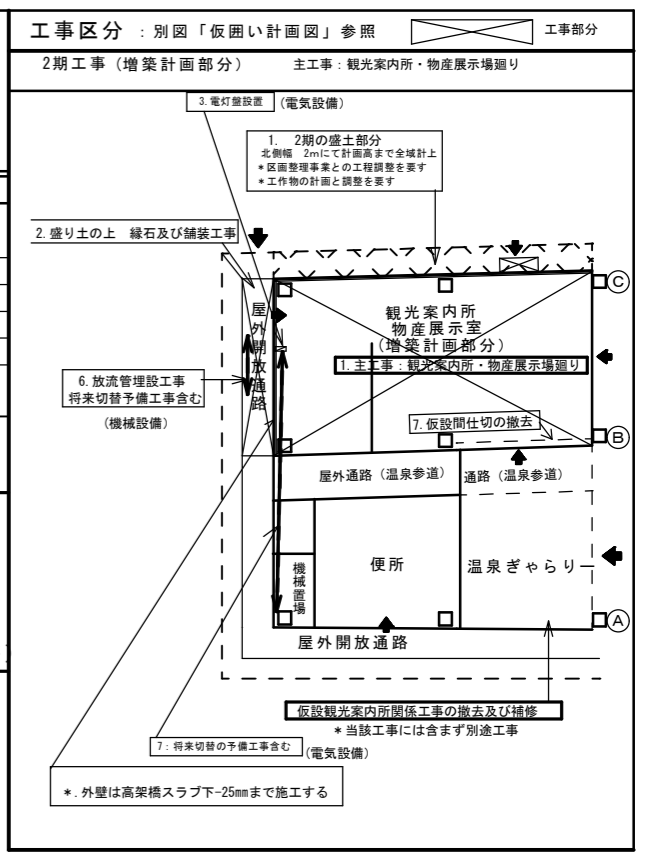 工事区分 : 別図「仮囲い計画図」参照
工事部分
2期工事(増築計画部分)
主工事:観光案内所・物産展示場廻り
3.電灯盤設置 (電気設備)
1. 2期の盛土部分
北側幅 2mにて計画高まで全域計上
*区画整理事業との工程調整を要す
*工作物の計画と調整を要す
2.盛り土の上 縁石及び舗装工事
屋外開放通路
観光案内所
物産展示室
(増築計画部分)
1.主工事:観光案内所・物産展示場廻り
C
6.放流管埋設工事
将来切替予備工事含む
(機械設備)
7.仮設間仕切の撤去
B
屋外通路(温泉参道)
通路(温泉参道)
機械置場
便所
温泉ぎゃらりー
A
屋外開放通路
仮設観光案内所関係工事の撤去及び補修
*当該工事には含まず別途工事
7:将来切替の予備工事含む (電気設備)
*.外壁は高架橋スラブ下-25mmまで施工する